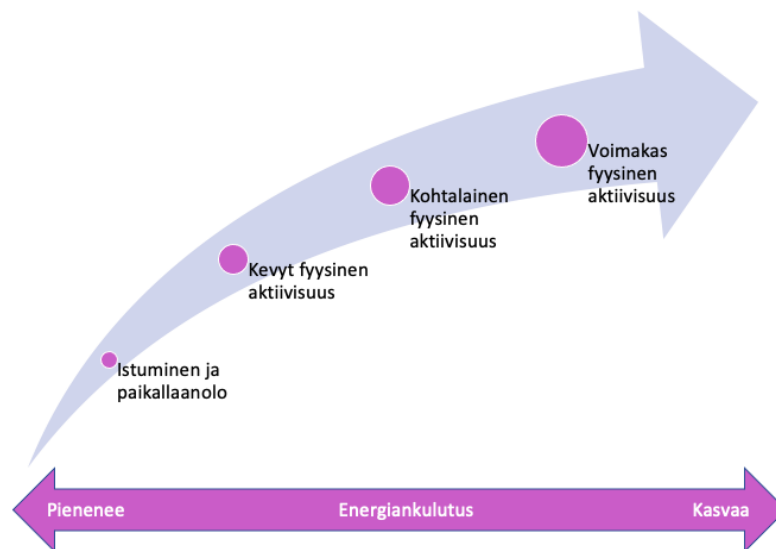 Voimakas
fyysinen
aktiivisuus
Kohtalainen
fyysinen
aktiivisuus
Kevyt fyysinen
aktiivisuus
Istuminen ja
paikallaanolo
Pienenee Energiankulutus Kasvaa